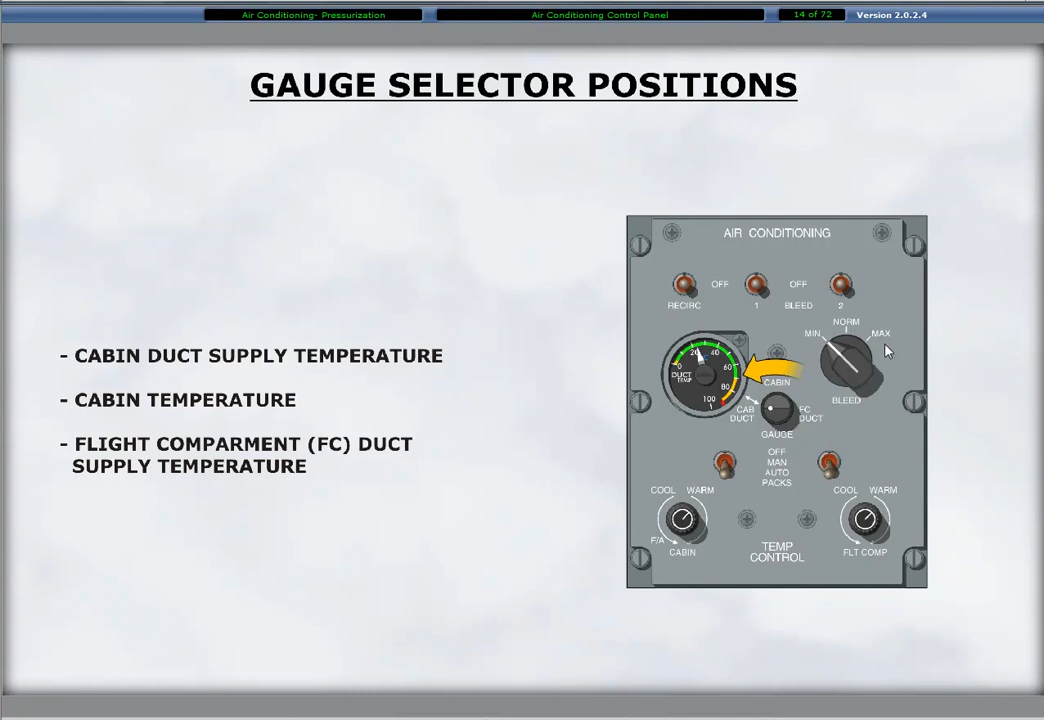 Air Conditioning- Pressurization
Air Conditioning Control Panel
14 of 72
Version 2.0.2.4
GAUGE SELECTOR POSITIONS
- CABIN DUCT SUPPLY TEMPERATURE
- CABIN TEMPERATURE
- FLIGHT COMPARMENT (FC) DUCT
SUPPLY TEMPERATURE
AIR CONDITIONING
OFF OFF
RECIRC 1 BLEED 2
NORM
MIN MAX
BLEED
0 20 40 60 80 100
°C
DUCT
TEMP
CABIN
CAB
DUCT
FC
DUCT
GAUGE
OFF
MAN
AUTO
PACKS
COOL WARM
F/A
CABIN
COOL WARM
FLT COMP
TEMP
CONTROL